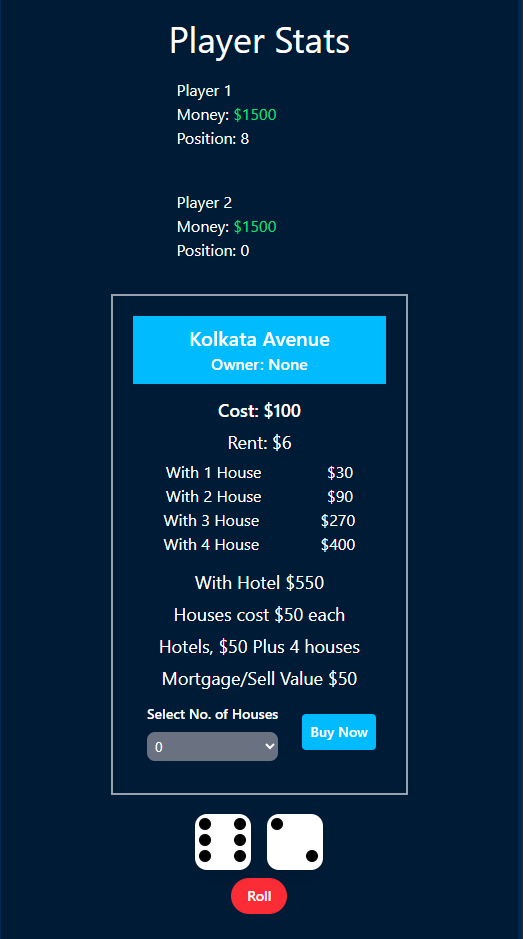 Player Stats
Player 1
Money: $1500
Position: 8
Player 2
Money: $1500
Position: 0
Kolkata Avenue
Owner: None
Cost: $100
Rent: $6
With 1 House $30
With 2 House $90
With 3 House $270
With 4 House $400
With Hotel $550
Houses cost $50 each
Hotels, $50 Plus 4 houses
Mortgage/Sell Value $50
Select No. of Houses
0
Buy Now
Roll